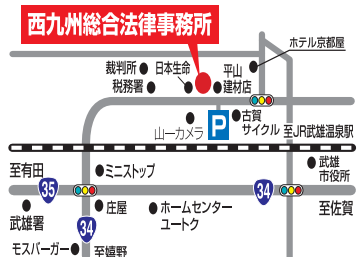 西九州総合法律事務所
ホテル京都屋
裁判所
日本生命
平山
建材店
税務署
P
古賀
サイクル
山一カメラ
至JR武雄温泉駅
至有田
ミニストップ
武雄
市役所
35
34
武雄署
庄屋
ホームセンター
ユートク
至佐賀
34
モスバーガー
至嬉野